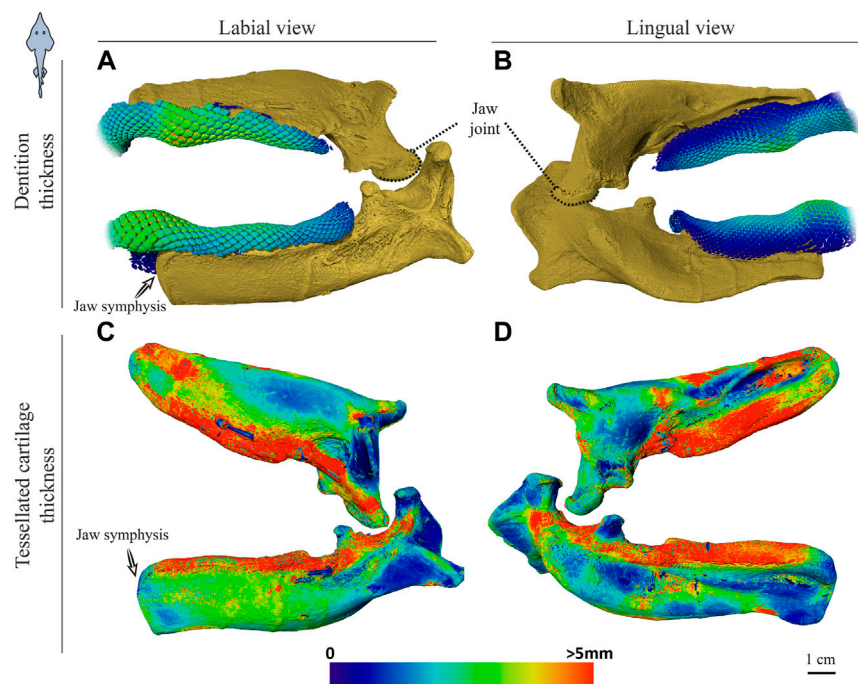 Labial view
Lingual view
A
B
Jaw
joint
Dentition
thickness
Jaw symphysis
C
D
Tessellated cartilage
thickness
Jaw symphysis
0
>5mm
1 cm